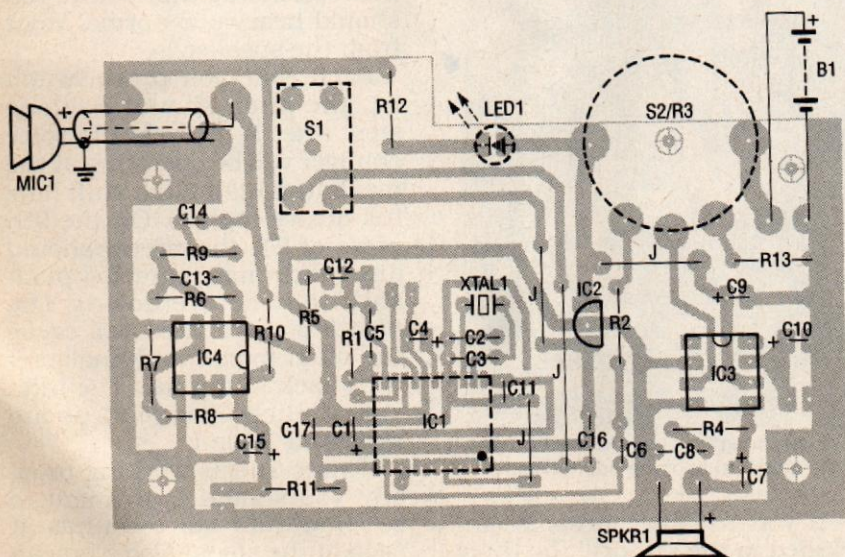 +
B1
R12
LED1
S1
S2/R3
+
MIC1
C14
R9
C12
J
R13
C13
XTAL1
IC2
C9
+
R6
J
R5
R2
R10
R1
C5
C4
+
C2
C10
+
R7
IC4
C3
IC3
J
IC1
C11
R8
R4
C17
C1
+
J
C16
C6
C8
C15
+
+
C7
R11
SPKR1
+